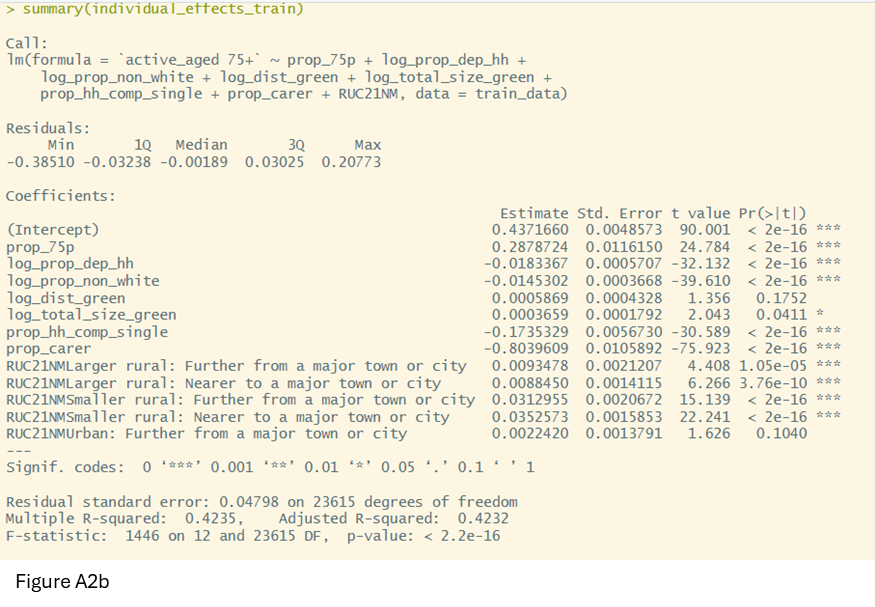 > summary(individual_effects_train)
Call:
lm(formula = `active_aged 75+` ~ prop_75p + log_prop_dep_hh +
    log_prop_non_white + log_dist_green + log_total_size_green +
    prop_hh_comp_single + prop_carer + RUC21NM, data = train_data)
Residuals:
     Min       1Q   Median       3Q      Max
-0.38510 -0.03238 -0.00189  0.03025  0.20773
Coefficients:
Estimate Std. Error t value Pr(>|t|)
(Intercept) 0.4371660 0.0048573 90.001 < 2e-16 ***
prop_75p 0.2878724 0.0116150 24.784 < 2e-16 ***
log_prop_dep_hh -0.0183367 0.0005707 -32.132 < 2e-16 ***
log_prop_non_white -0.0145302 0.0003668 -39.610 < 2e-16 ***
log_dist_green 0.0005869 0.0004328 1.356 0.1752
log_total_size_green 0.0003659 0.0001792 2.043 0.0411 *
prop_hh_comp_single -0.1735329 0.0056730 -30.589 < 2e-16 ***
prop_carer -0.8039609 0.0105892 -75.923 < 2e-16 ***
RUC21NMLarger rural: Further from a major town or city 0.0093478 0.0021207 4.408 1.05e-05 ***
RUC21NMLarger rural: Nearer to a major town or city 0.0088450 0.0014115 6.266 3.76e-10 ***
RUC21NMSmaller rural: Further from a major town or city 0.0312955 0.0020672 15.139 < 2e-16 ***
RUC21NMSmaller rural: Nearer to a major town or city 0.0352573 0.0015853 22.241 < 2e-16 ***
RUC21NMUrban: Further from a major town or city 0.0022420 0.0013791 1.626 0.1040
---
Signif. codes:  0 ‘***’ 0.001 ‘**’ 0.01 ‘*’ 0.05 ‘.’ 0.1 ‘ ’ 1
Residual standard error: 0.04798 on 23615 degrees of freedom
Multiple R-squared:  0.4235,	Adjusted R-squared:  0.4232
F-statistic:  1446 on 12 and 23615 DF,  p-value: < 2.2e-16
Figure A2b